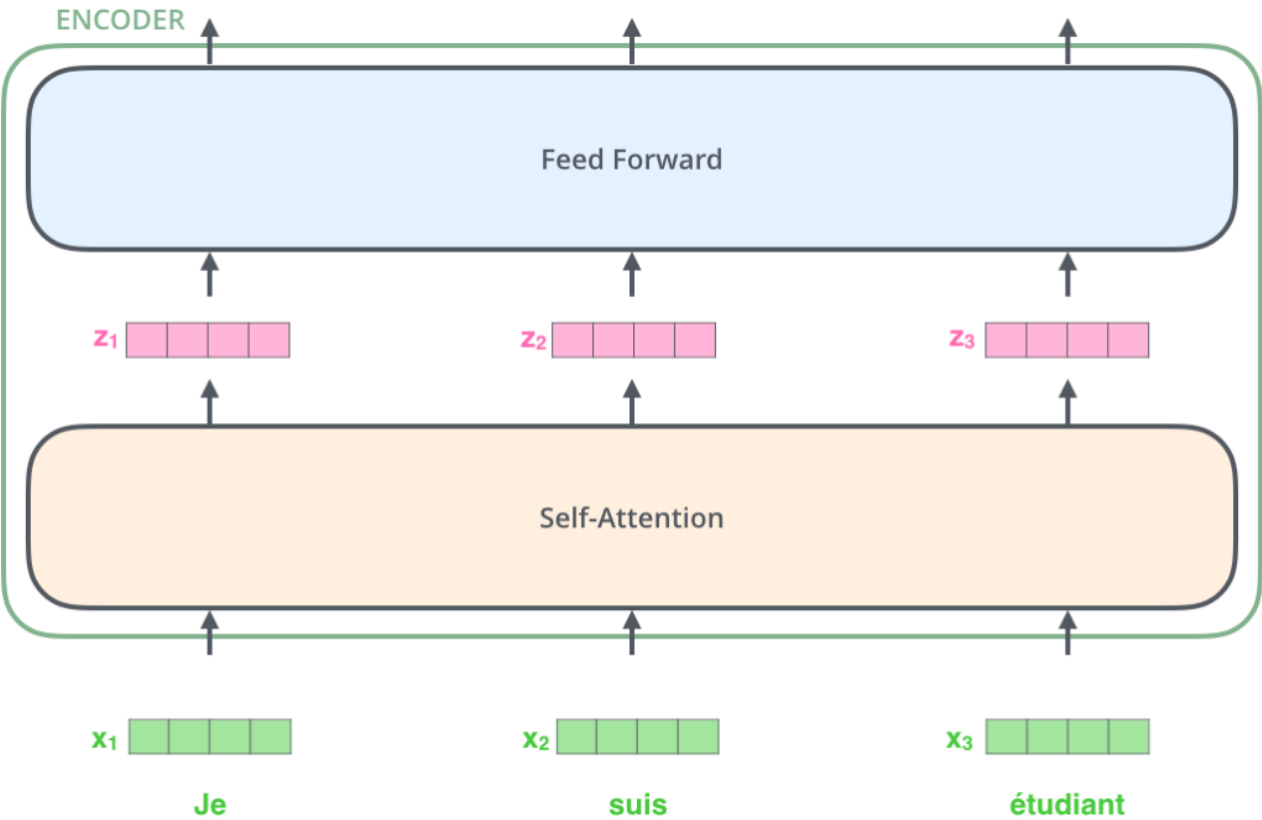 ENCODER
Feed Forward
z₁ z₂ z₃
Self-Attention
x₁ x₂ x₃
Je suis étudiant